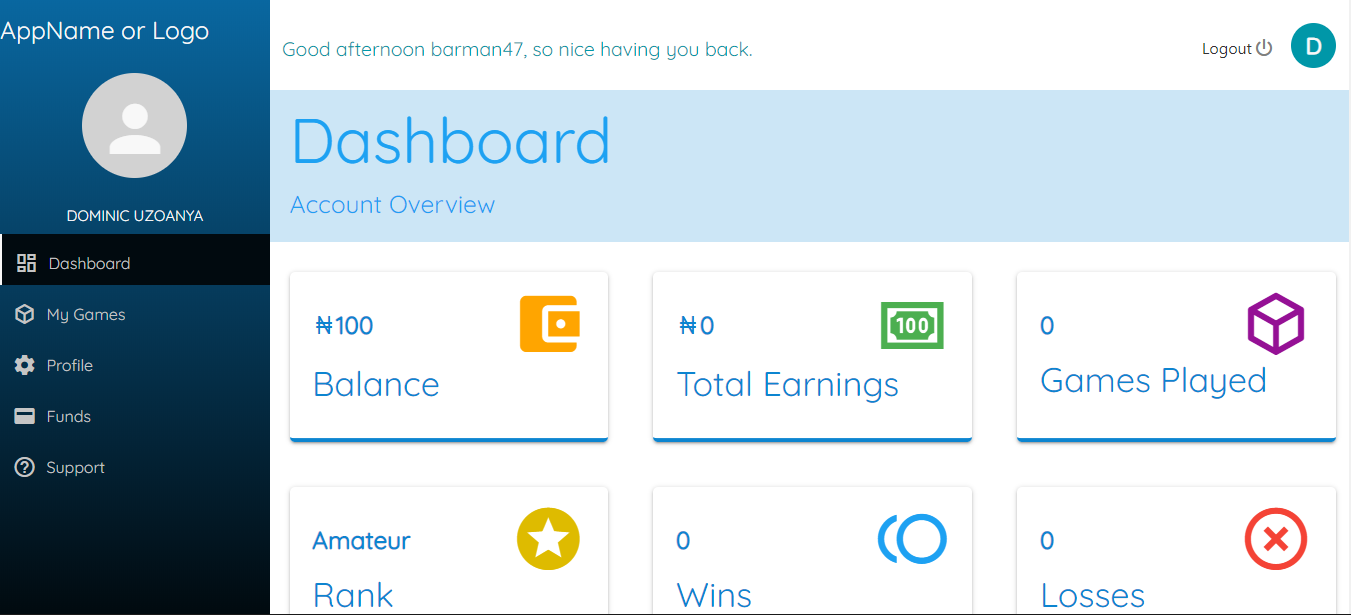 AppName or Logo
Good afternoon barman47, so nice having you back.
Logout
D
Dashboard
Account Overview
DOMINIC UZOANYA
Dashboard
My Games
Profile
Funds
Support
₦100
Balance
₦0
100
Total Earnings
0
Games Played
Amateur
Rank
0
Wins
0
Losses